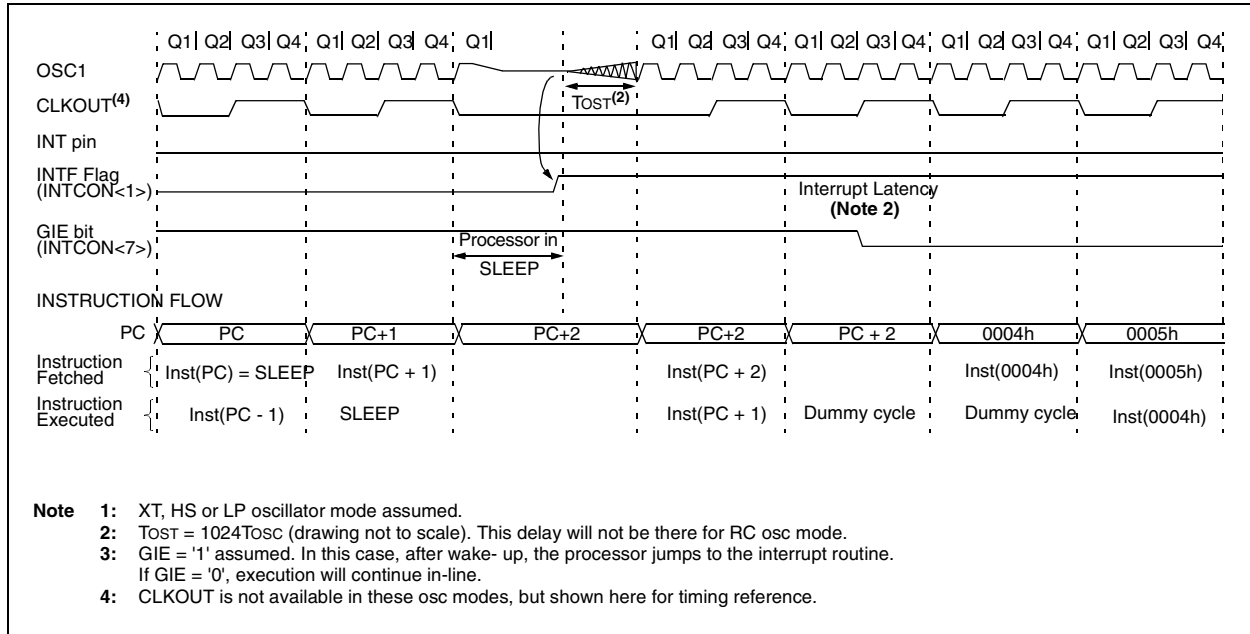 Q1 Q2 Q3 Q4 Q1 Q2 Q3 Q4 Q1 Q1 Q2 Q3 Q4 Q1 Q2 Q3 Q4 Q1 Q2 Q3 Q4 Q1 Q2 Q3 Q4
OSC1
CLKOUT(4)
TOST(2)
INT pin
INTF Flag
(INTCON<1>)
Interrupt Latency
(Note 2)
GIE bit
(INTCON<7>)
Processor in
SLEEP
INSTRUCTION FLOW
PC PC PC+1 PC+2 PC+2 PC + 2 0004h 0005h
Instruction
Fetched
Inst(PC) = SLEEP Inst(PC + 1) Inst(PC + 2) Inst(0004h) Inst(0005h)
Instruction
Executed
Inst(PC - 1) SLEEP Inst(PC + 1) Dummy cycle Dummy cycle Inst(0004h)
Note 1: XT, HS or LP oscillator mode assumed.
2: TOST = 1024TOSC (drawing not to scale). This delay will not be there for RC osc mode.
3: GIE = '1' assumed. In this case, after wake- up, the processor jumps to the interrupt routine.
If GIE = '0', execution will continue in-line.
4: CLKOUT is not available in these osc modes, but shown here for timing reference.